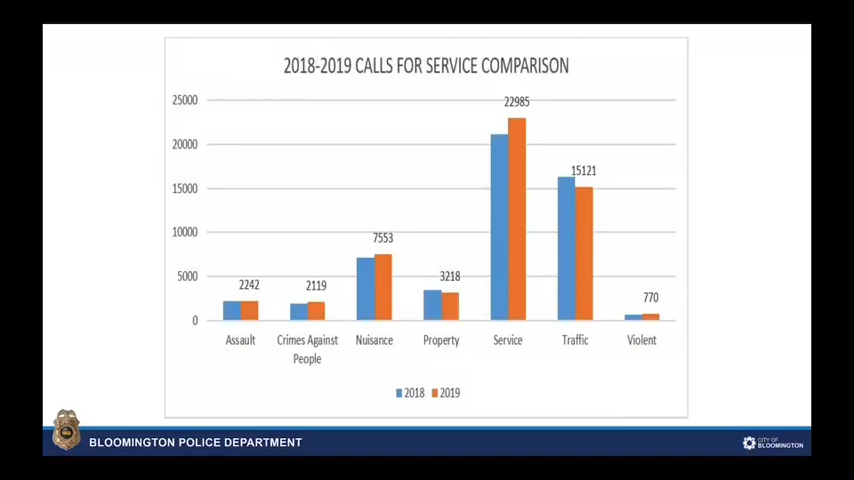 2018-2019 CALLS FOR SERVICE COMPARISON
25000
20000
15000
10000
5000
0
2242
2119
7553
3218
22985
15121
770
Assault
Crimes Against
People
Nuisance
Property
Service
Traffic
Violent
2018
2019
BLOOMINGTON POLICE DEPARTMENT
CITY OF
BLOOMINGTON